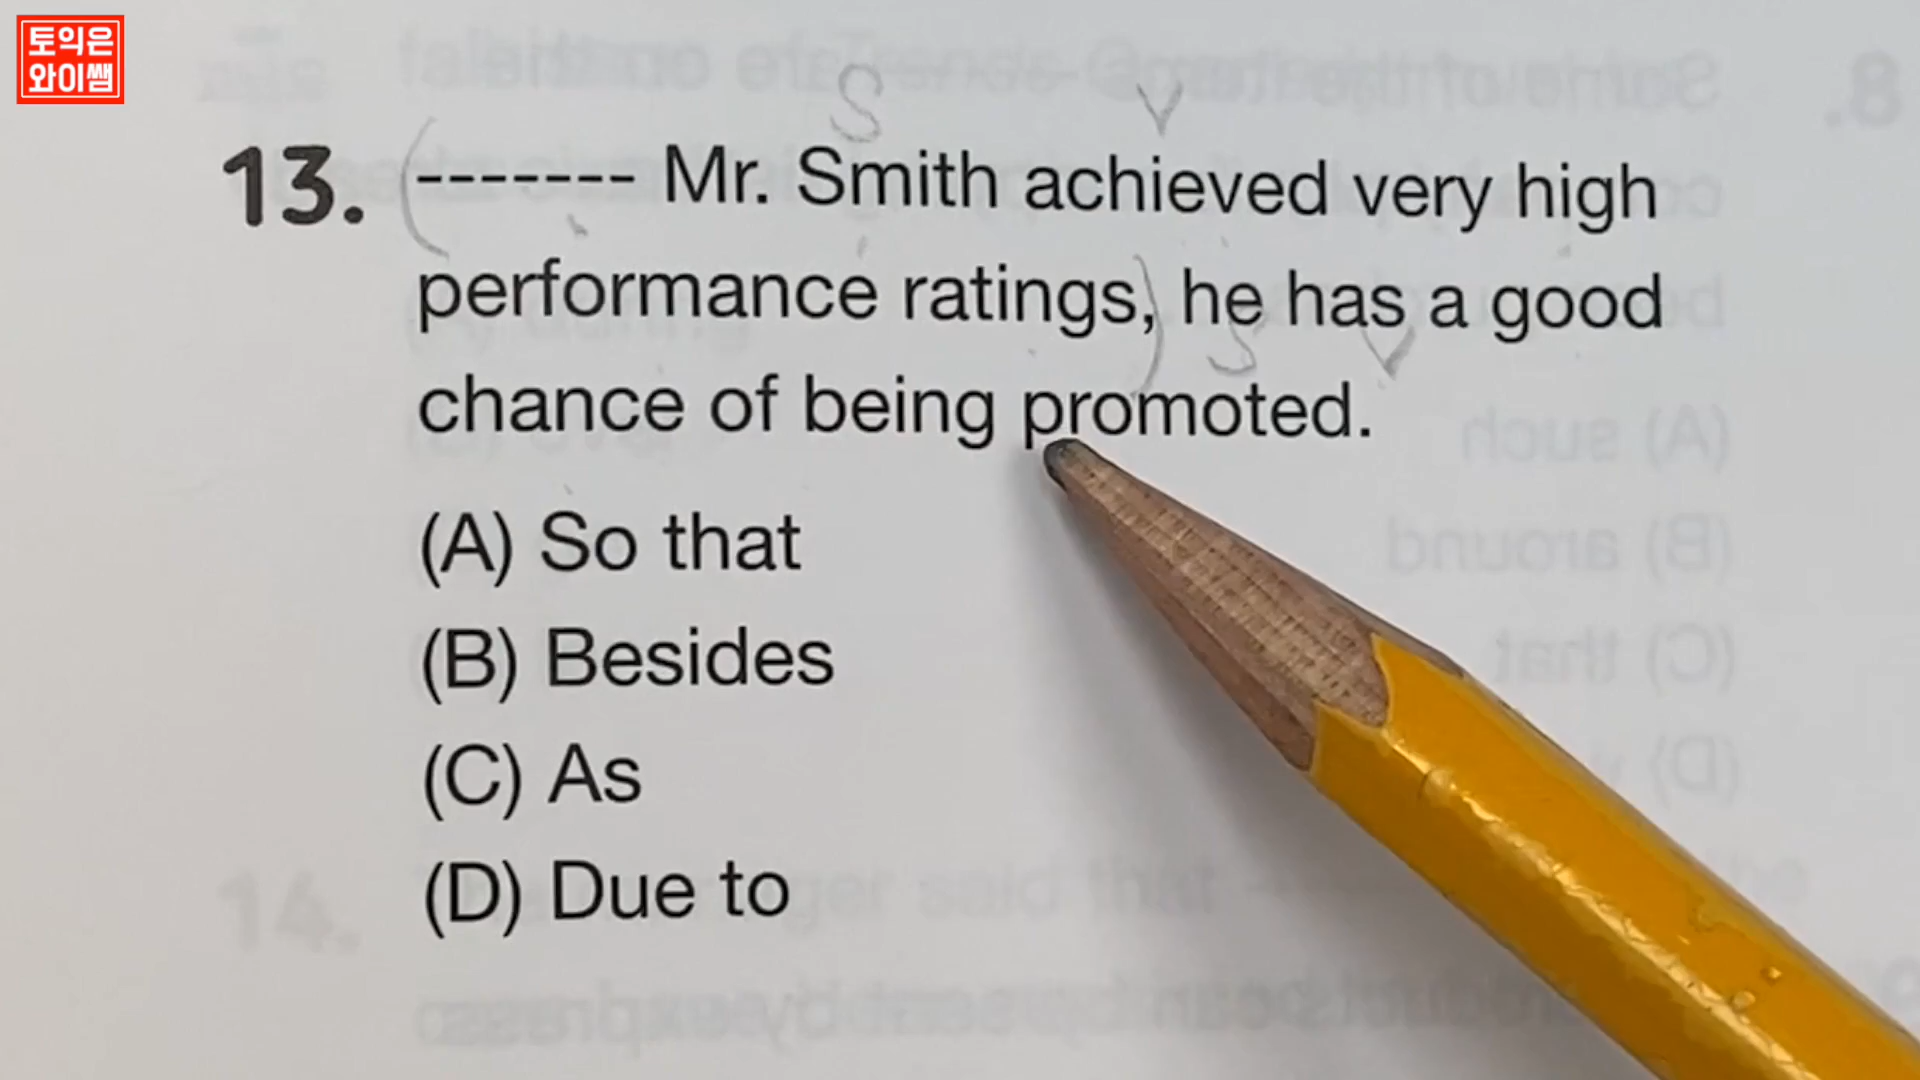 토익은
와이쌤
S V
13. ------- Mr. Smith achieved very high
performance ratings, he has a good
S V
chance of being promoted.
(A) So that
(B) Besides
(C) As
(D) Due to